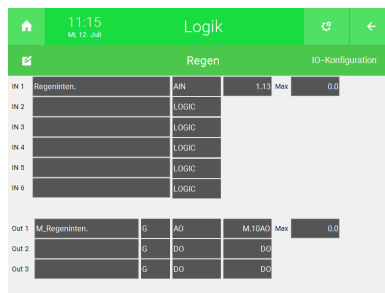 11:15
Mi, 12. Juli
Logik
Regen
IO-Konfiguration
IN 1 Regeninten. AIN 1.13 Max 0.0
IN 2 LOGIC
IN 3 LOGIC
IN 4 LOGIC
IN 5 LOGIC
IN 6 LOGIC
Out 1 M_Regeninten. G AO M.10AO Max 0.0
Out 2 G DO DO
Out 3 G DO DO